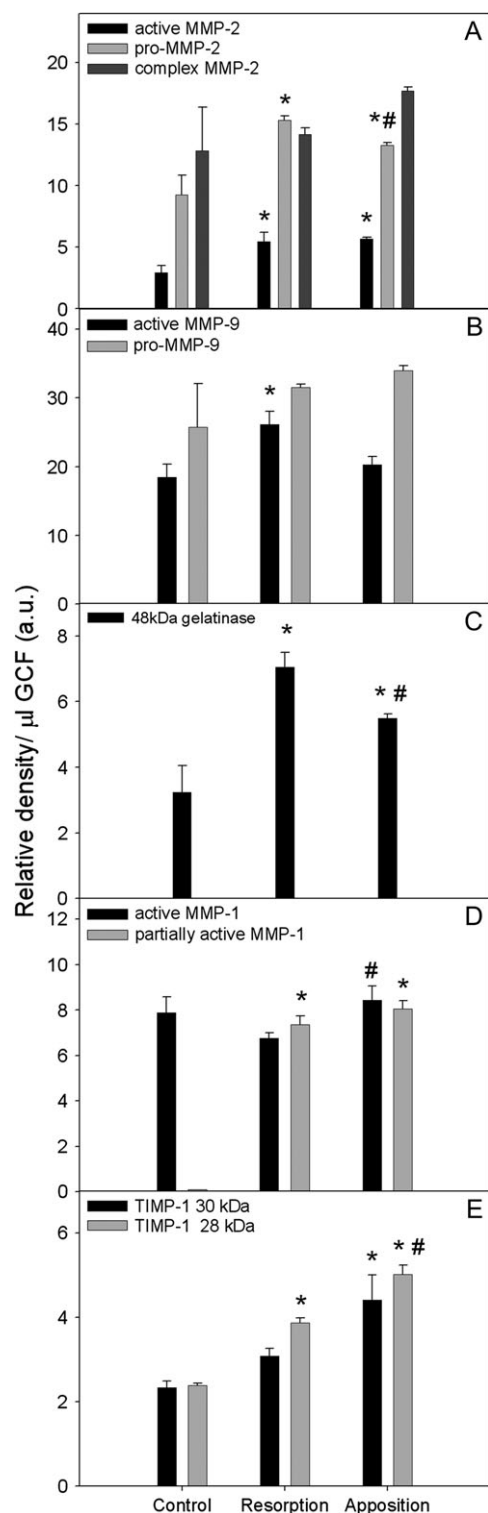 active MMP-2
A
pro-MMP-2
complex MMP-2
20
15
10
5
0
*
*
*
*#
active MMP-9
B
pro-MMP-9
40
30
20
10
0
*
48kDa gelatinase
C
8
6
4
2
0
*
* #
active MMP-1
D
partially active MMP-1
12
10
8
6
4
2
0
*
#
*
TIMP-1 30 kDa
E
TIMP-1 28 kDa
6
4
2
0
*
*
* #
Control Resorption Apposition
Relative density/ μl GCF (a.u.)